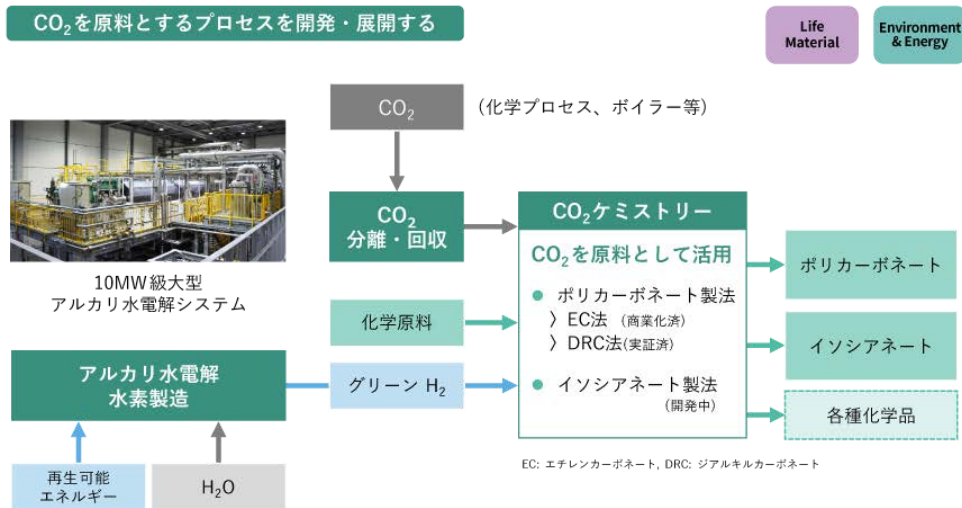 CO₂を原料とするプロセスを開発・展開する
Life
Material
Environment
& Energy
CO₂
(化学プロセス、ボイラー等)
10MW級大型
アルカリ水電解システム
CO₂
分離・回収
CO₂ケミストリー
CO₂を原料として活用
● ポリカーボネート製法
〉EC法 (商業化済)
〉DRC法(実証済)
● イソシアネート製法
(開発中)
化学原料
グリーン H₂
アルカリ水電解
水素製造
再生可能
エネルギー
H₂O
ポリカーボネート
イソシアネート
各種化学品
EC: エチレンカーボネート, DRC: ジアルキルカーボネート